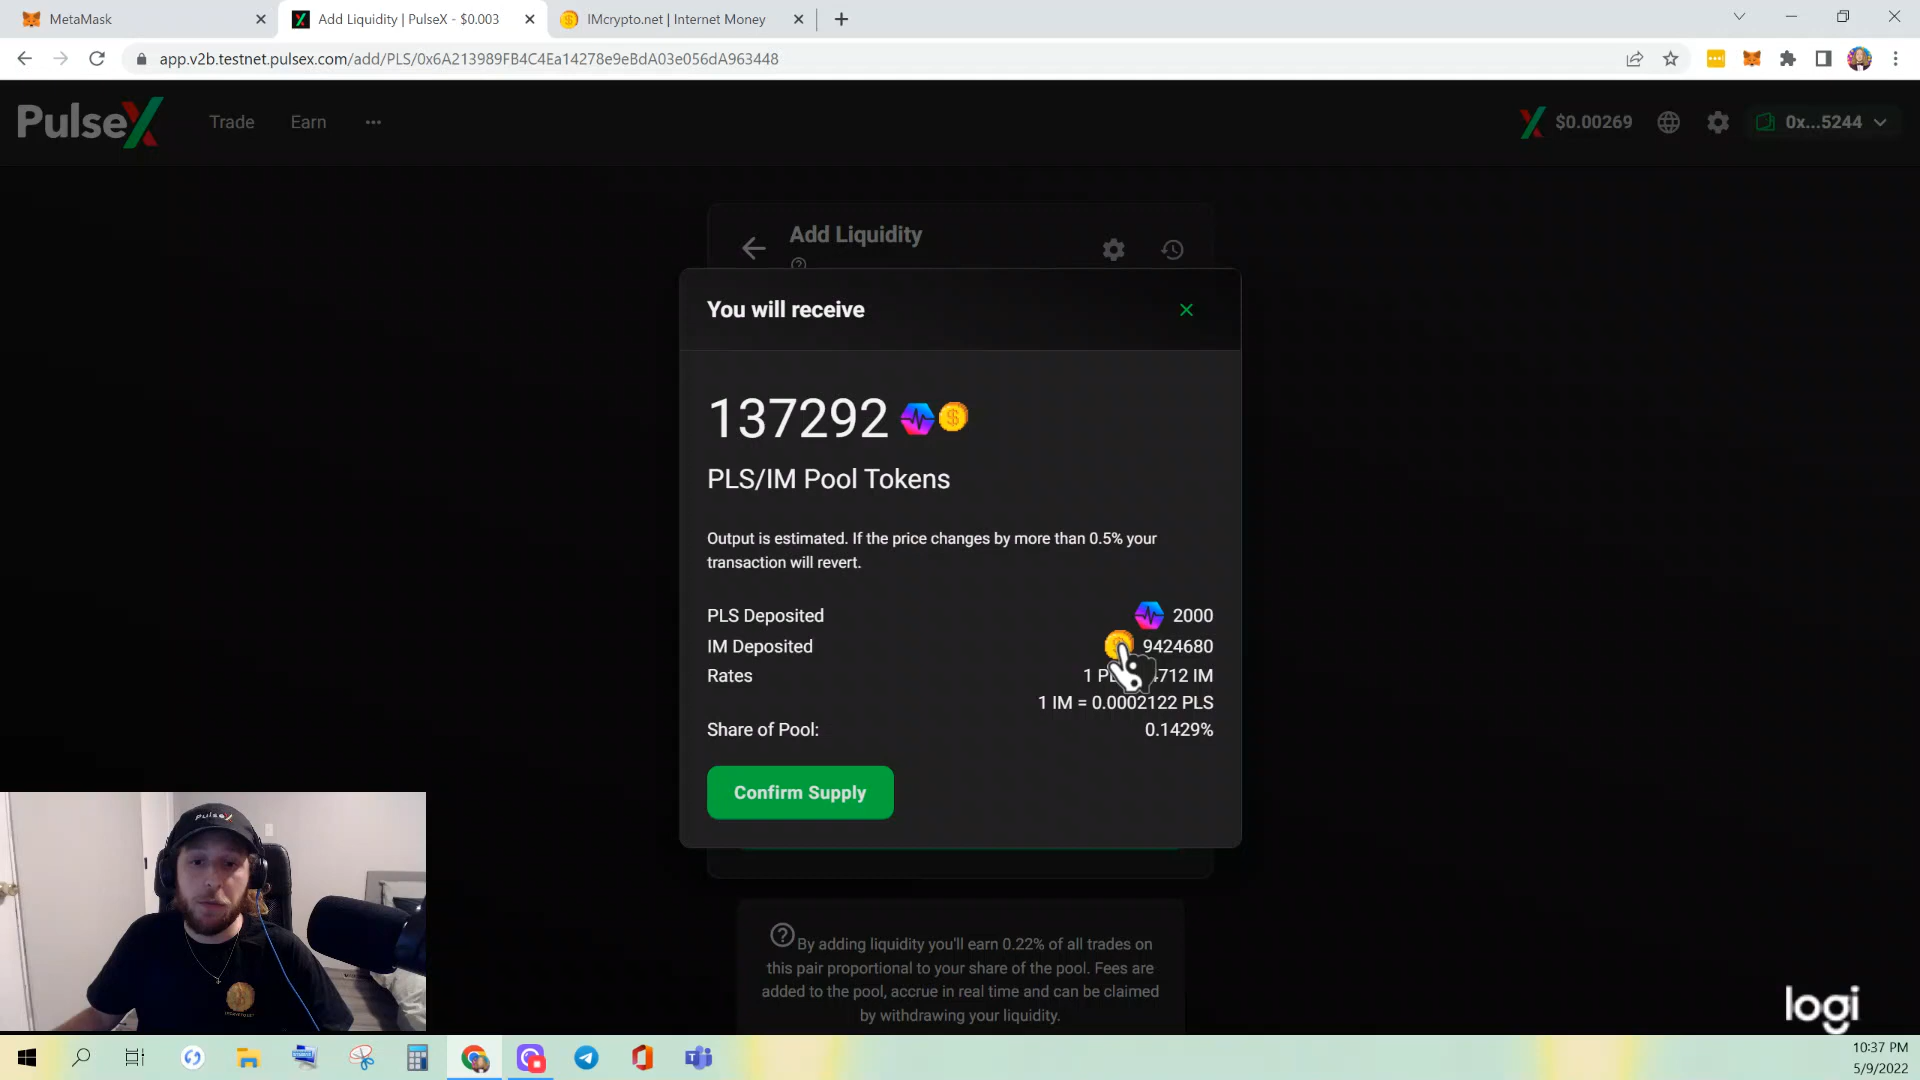 MetaMask
Add Liquidity | PulseX - $0.003
IMcrypto.net | Internet Money
app.v2b.testnet.pulsex.com/add/PLS/0x6A213989FB4C4Ea14278e9eBdA03e056dA963448
PulseX
Trade
Earn
$0.00269
0x...5244
Add Liquidity
You will receive
137292
PLS/IM Pool Tokens
Output is estimated. If the price changes by more than 0.5% your
transaction will revert.
PLS Deposited
2000
IM Deposited
9424680
Rates
1 712 IM
1 IM = 0.0002122 PLS
Share of Pool:
0.1429%
Confirm Supply
By adding liquidity you'll earn 0.22% of all trades on
this pair proportional to your share of the pool. Fees are
added to the pool, accrue in real time and can be claimed
by withdrawing your liquidity.
PulseX
logi
10:37 PM
5/9/2022